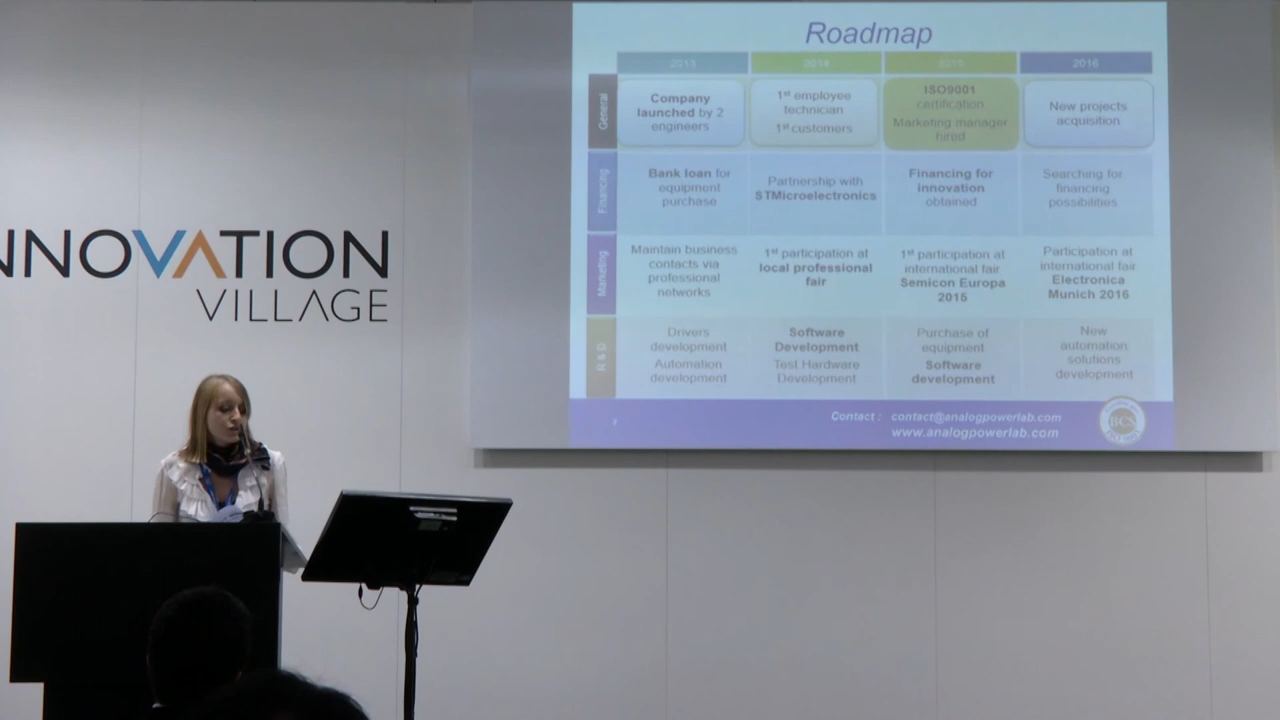 NNOVATION
VILLAGE
Roadmap
2013
2014
2015
2016
General
Company
launched by 2
engineers
1st employee
technician
1st customers
ISO9001
certification
Marketing manager
hired
New projects
acquisition
Financing
Bank loan for
equipment
purchase
Partnership with
STMicroelectronics
Financing for
innovation
obtained
Searching for
financing
possibilities
Marketing
Maintain business
contacts via
professional
networks
1st participation at
local professional
fair
1st participation at
international fair
Semicon Europa
2015
Participation at
international fair
Electronica
Munich 2016
R & D
Drivers
development
Automation
development
Software
Development
Test Hardware
Development
Purchase of
equipment
Software
development
New
automation
solutions
development
Contact : contact@analogpowerlab.com
www.analogpowerlab.com
BCS